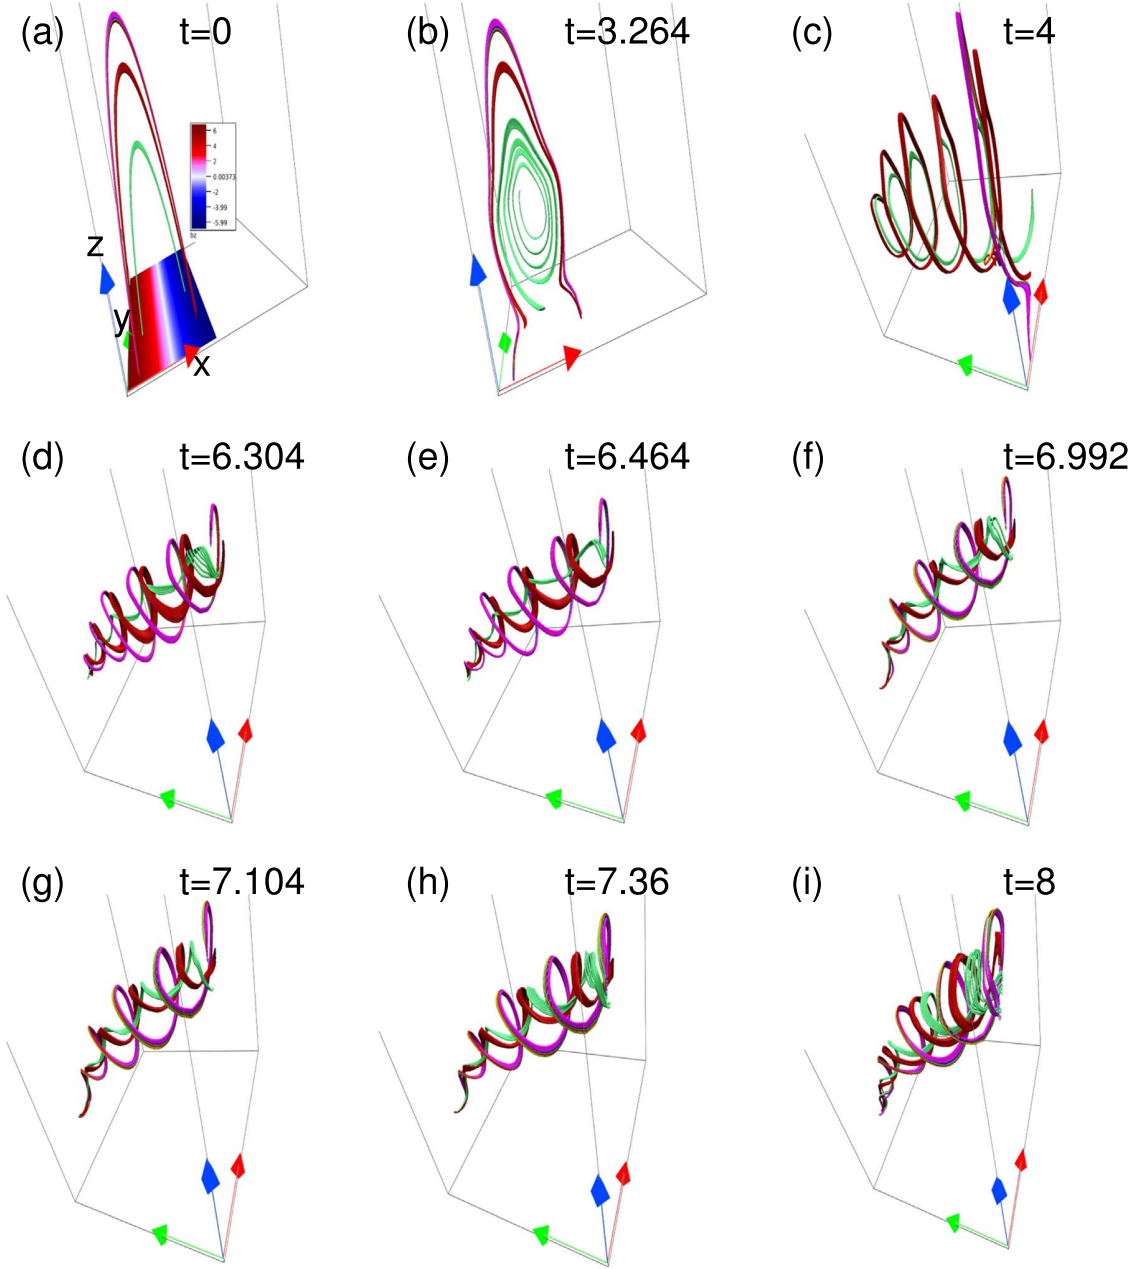 (a) t=0
(b) t=3.264
(c) t=4
6
4
2
0.00373
-2
-3.99
-5.99
bz
z
y
x
(d) t=6.304
(e) t=6.464
(f) t=6.992
(g) t=7.104
(h) t=7.36
(i) t=8